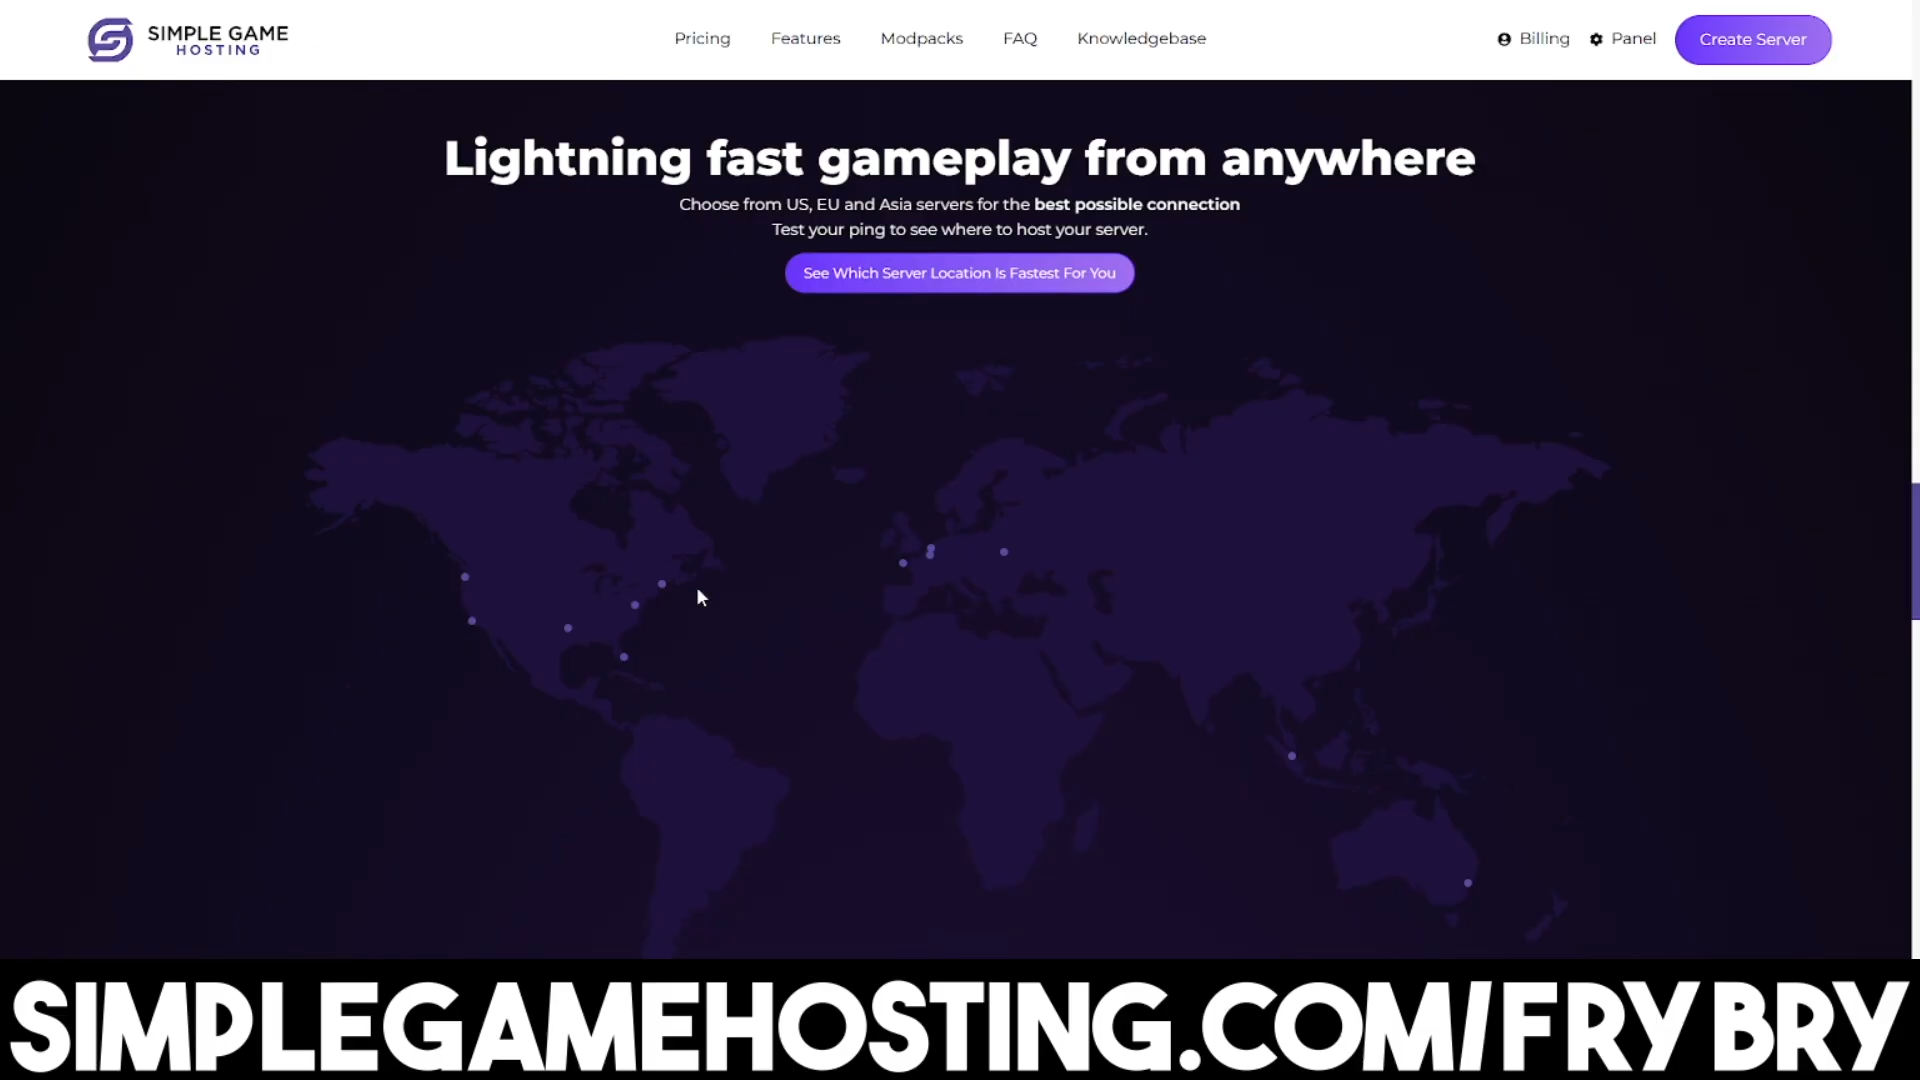 SIMPLE GAME
HOSTING
Pricing Features Modpacks FAQ Knowledgebase
Billing Panel Create Server
Lightning fast gameplay from anywhere
Choose from US, EU and Asia servers for the best possible connection
Test your ping to see where to host your server.
See Which Server Location Is Fastest For You
SIMPLEGAMEHOSTING.COM/FRYBRY